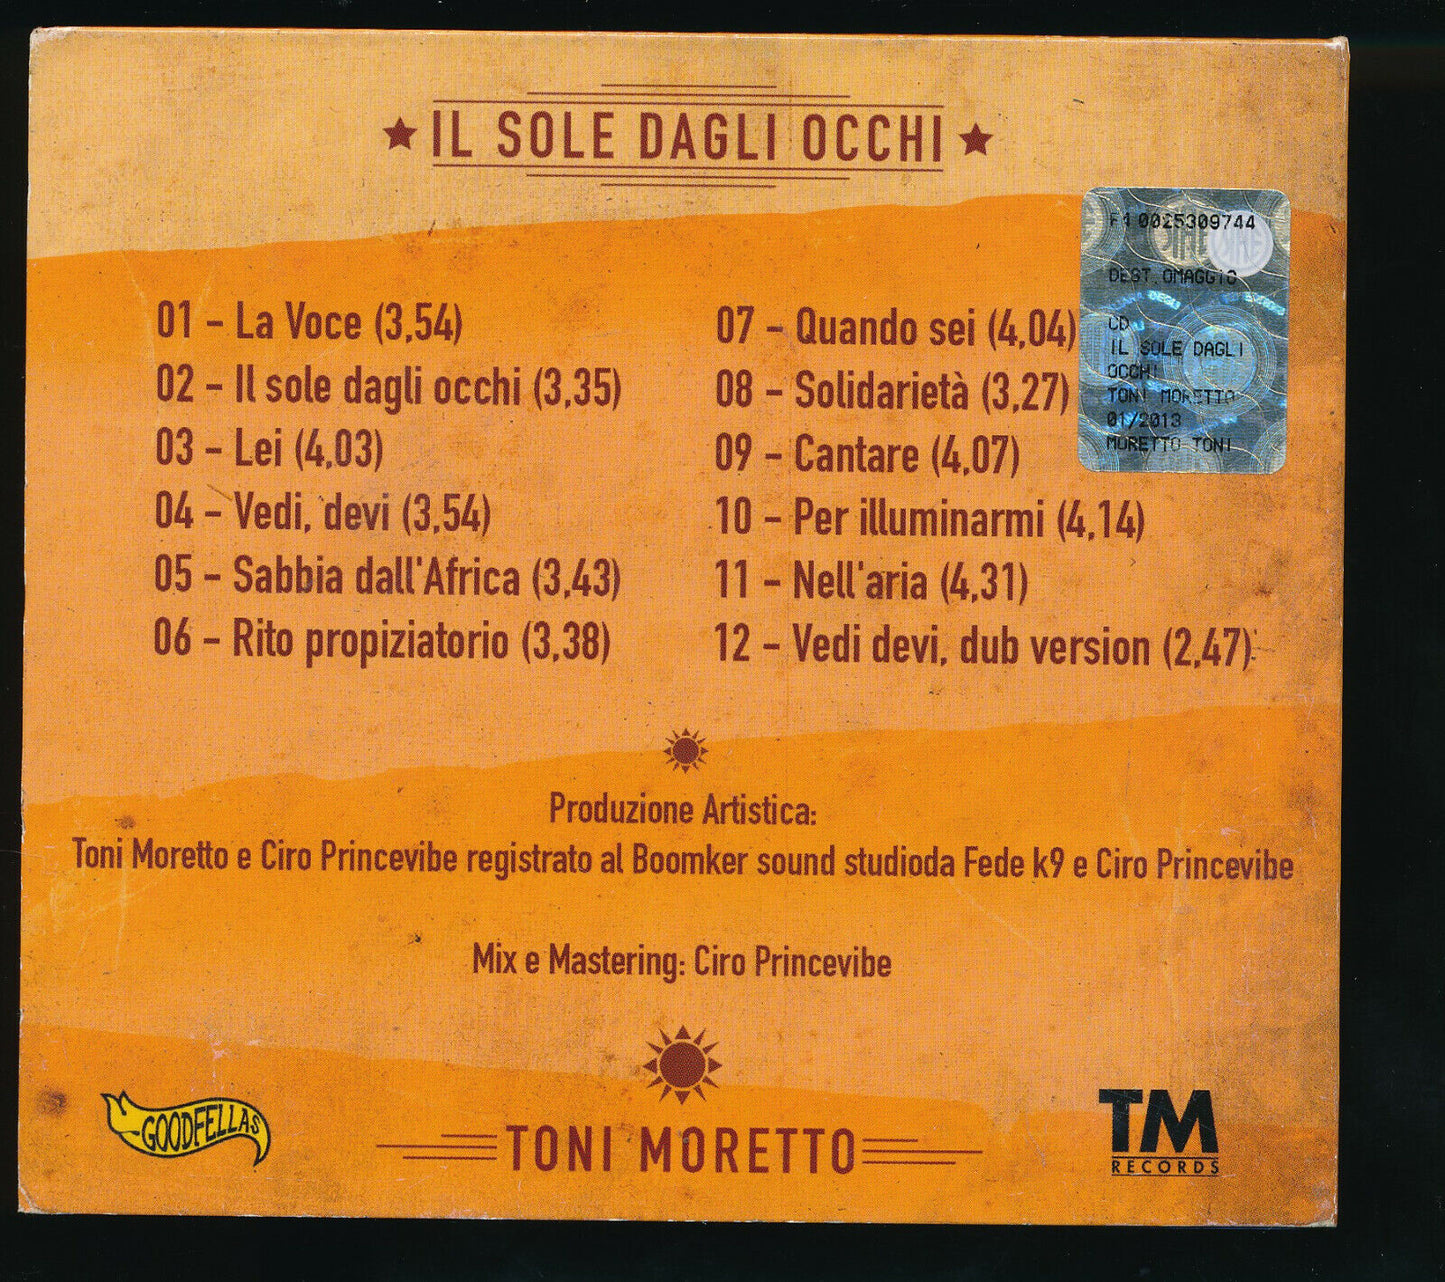 IL SOLE DAGLI OCCHI
F1 0025309744
DEST.OMAGGIO
CD
IL SOLE DAGLI
OCCHI
TONI MORETTO
01/2013
MORETTO TONI
01 - La Voce (3,54)
02 - Il sole dagli occhi (3,35)
03 - Lei (4,03)
04 - Vedi, devi (3,54)
05 - Sabbia dall'Africa (3,43)
06 - Rito propiziatorio (3,38)
07 - Quando sei (4,04)
08 - Solidarietà (3,27)
09 - Cantare (4,07)
10 - Per illuminarmi (4,14)
11 - Nell'aria (4,31)
12 - Vedi devi, dub version (2,47)
Produzione Artistica:
Toni Moretto e Ciro Princevibe registrato al Boomker sound studioda Fede k9 e Ciro Princevibe
Mix e Mastering: Ciro Princevibe
GOODFELLAS
TONI MORETTO
TM
RECORDS